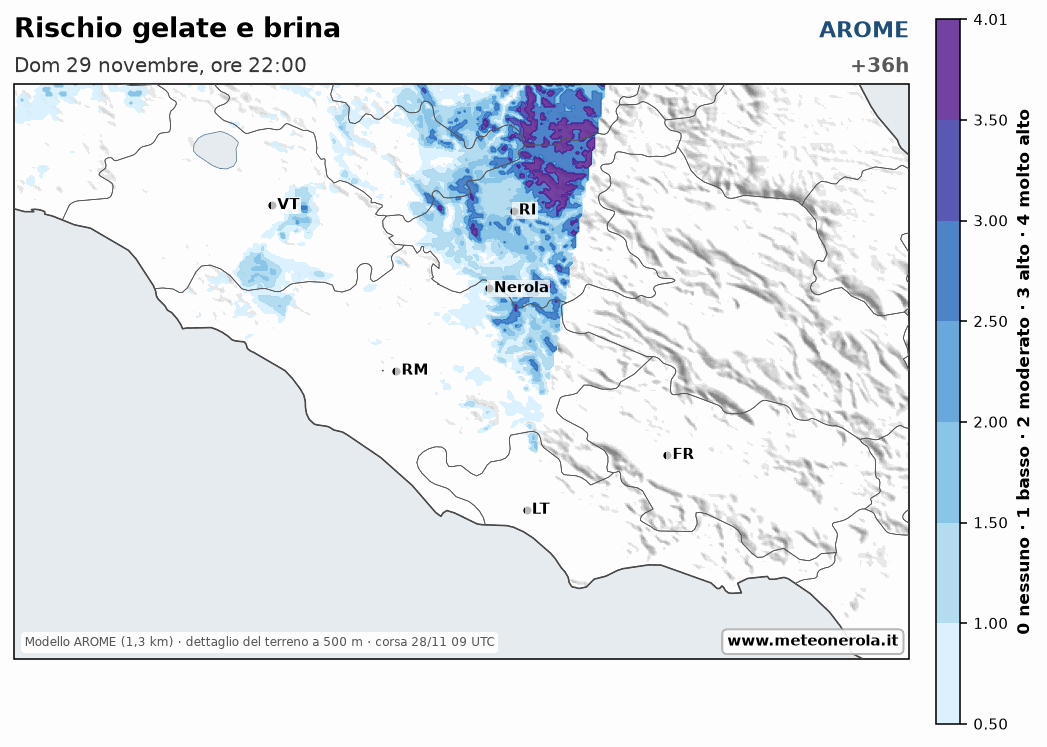 Rischio gelate e brina
AROME
Dom 29 novembre, ore 22:00
+36h
4.01
3.50
3.00
2.50
2.00
1.50
1.00
0.50
0 nessuno · 1 basso · 2 moderato · 3 alto · 4 molto alto
VT
RI
Nerola
RM
FR
LT
Modello AROME (1,3 km) · dettaglio del terreno a 500 m · corsa 28/11 09 UTC
www.meteonerola.it